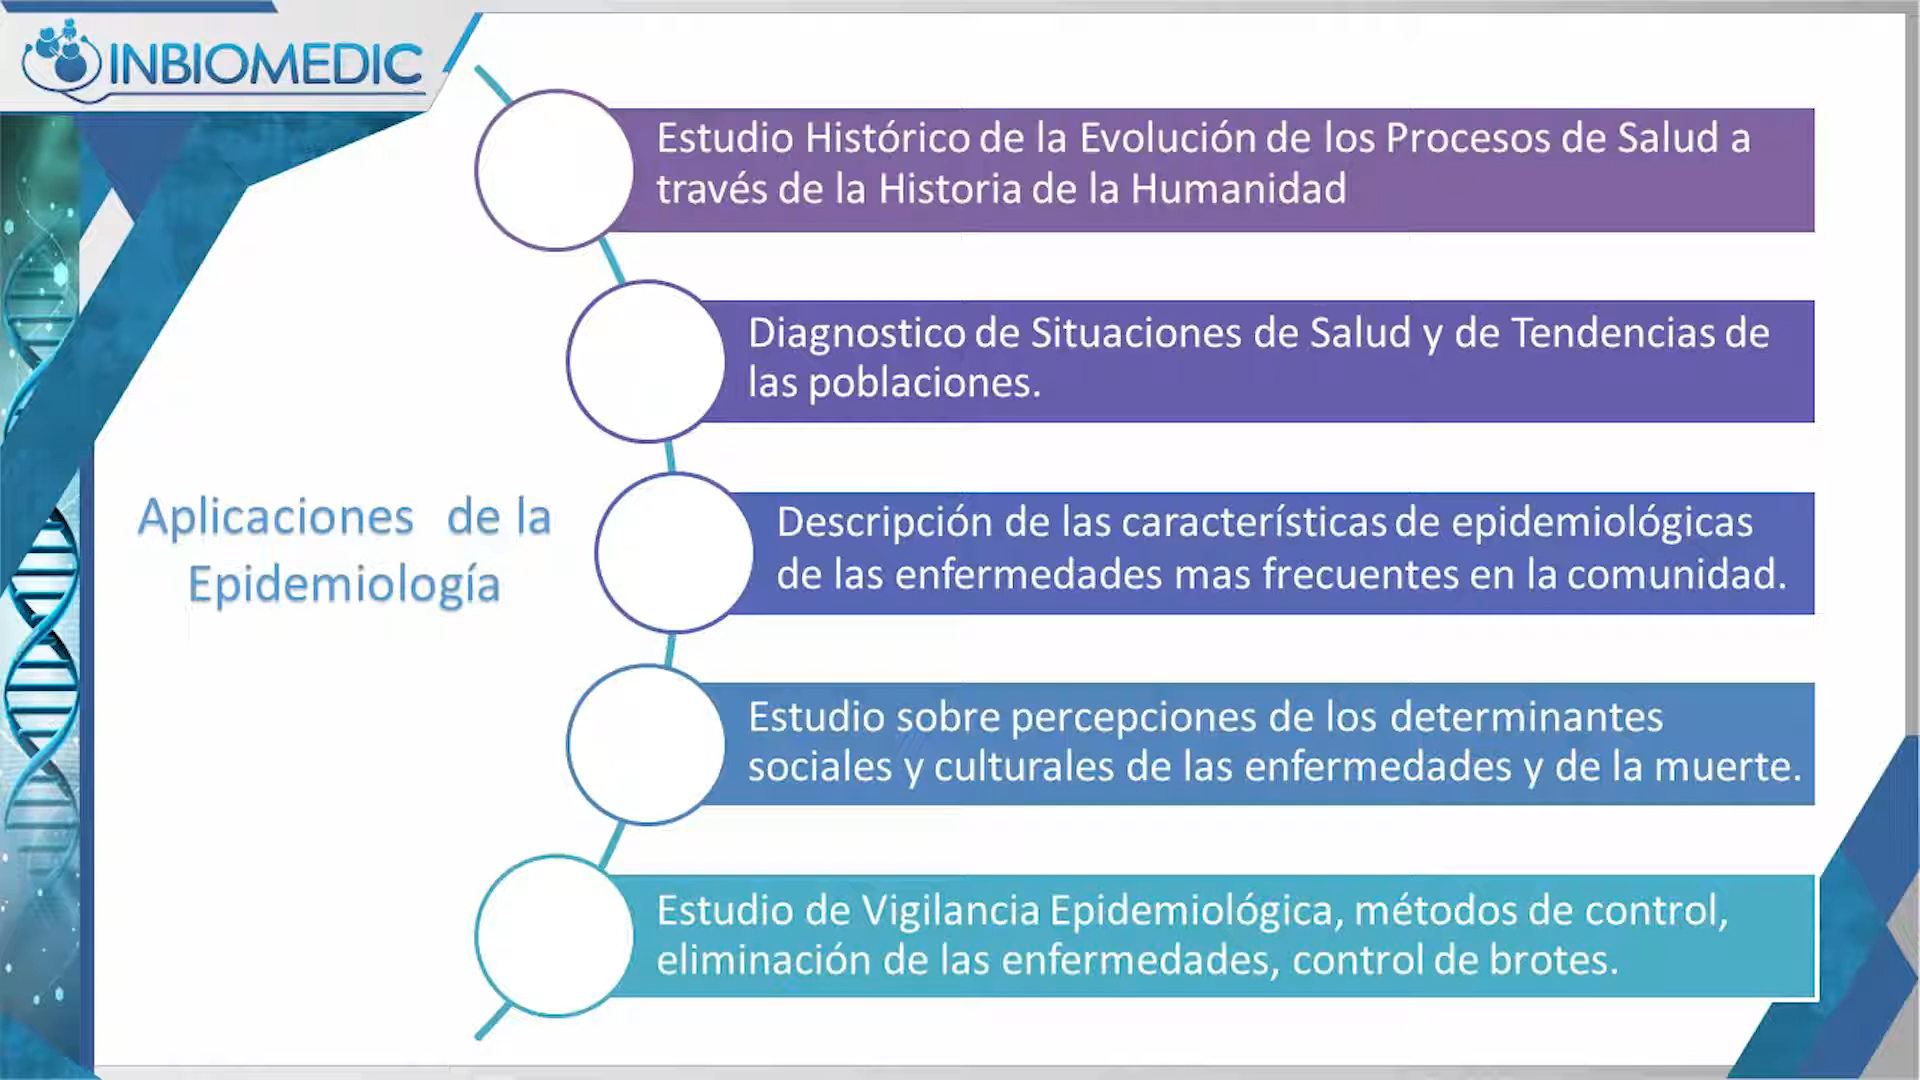 INBIOMEDIC
Estudio Histórico de la Evolución de los Procesos de Salud a
través de la Historia de la Humanidad
Diagnostico de Situaciones de Salud y de Tendencias de
las poblaciones.
Aplicaciones de la
Epidemiología
Descripción de las características de epidemiológicas
de las enfermedades mas frecuentes en la comunidad.
Estudio sobre percepciones de los determinantes
sociales y culturales de las enfermedades y de la muerte.
Estudio de Vigilancia Epidemiológica, métodos de control,
eliminación de las enfermedades, control de brotes.